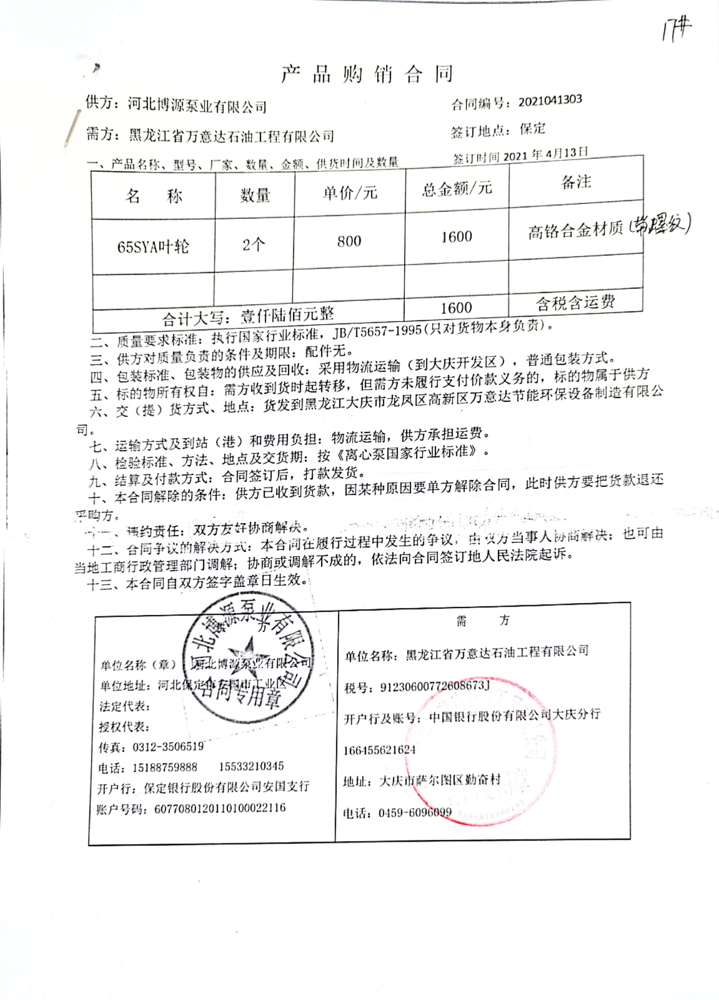 17#
产品购销合同
供方：河北博源泵业有限公司 合同编号：2021041303
需方：黑龙江省万意达石油工程有限公司 签订地点：保定
一、产品名称、型号、厂家、数量、金额、供货时间及数量 签订时间 2021 年 4月13日
名 称 数量 单价/元 总金额/元 备注
65SYA叶轮 2个 800 1600 高铬合金材质（带螺纹）
合计大写：壹仟陆佰元整 1600 含税含运费
二、质量要求标准：执行国家行业标准，JB/T5657-1995(只对货物本身负责)。
三、供方对质量负责的条件及期限：配件无。
四、包装标准、包装物的供应及回收：采用物流运输（到大庆开发区），普通包装方式。
五、标的物所有权自：需方收到货时起转移，但需方未履行支付价款义务的，标的物属于供方
六、交（提）货方式、地点：货发到黑龙江大庆市龙凤区高新区万意达节能环保设备制造有限公
司。
七、运输方式及到站（港）和费用负担：物流运输，供方承担运费。
八、检验标准、方法、地点及交货期：按《离心泵国家行业标准》。
九、结算及付款方式：合同签订后，打款发货。
十、本合同解除的条件：供方已收到货款，因某种原因要单方解除合同，此时供方要把货款退还
采购方。
十一、违约责任：双方友好协商解决。
十二、合同争议的解决方式：本合同在履行过程中发生的争议，由双方当事人协商解决；也可由
当地工商行政管理部门调解；协商或调解不成的，依法向合同签订地人民法院起诉。
十三、本合同自双方签字盖章日生效。
供 方
单位名称（章）：河北博源泵业有限公司
单位地址：河北保定市安国市工业区
法定代表：
授权代表：
传真：0312-3506519
电话：15188759888 15533210345
开户行：保定银行股份有限公司安国支行
账户号码：6077080120110100022116
河北博源泵业有限公司
合同专用章
需 方
单位名称：黑龙江省万意达石油工程有限公司
税号：91230600772608673J
开户行及账号：中国银行股份有限公司大庆分行
166455621624
地址：大庆市萨尔图区勤奋村
电话：0459-6096099